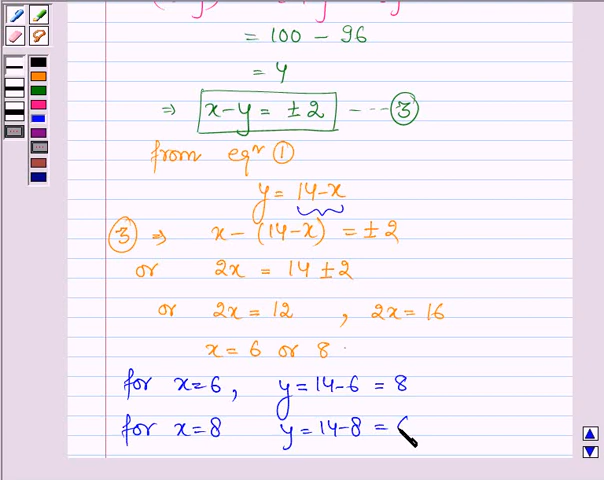 = 100 - 96
= 4
⇒ x-y = ±2 --- ③
from eqⁿ ①
y = 14-x
③ ⇒ x - (14-x) = ±2
or 2x = 14 ±2
or 2x = 12 , 2x = 16
x = 6 or 8.
for x=6, y = 14-6 = 8
for x=8 y = 14-8 =